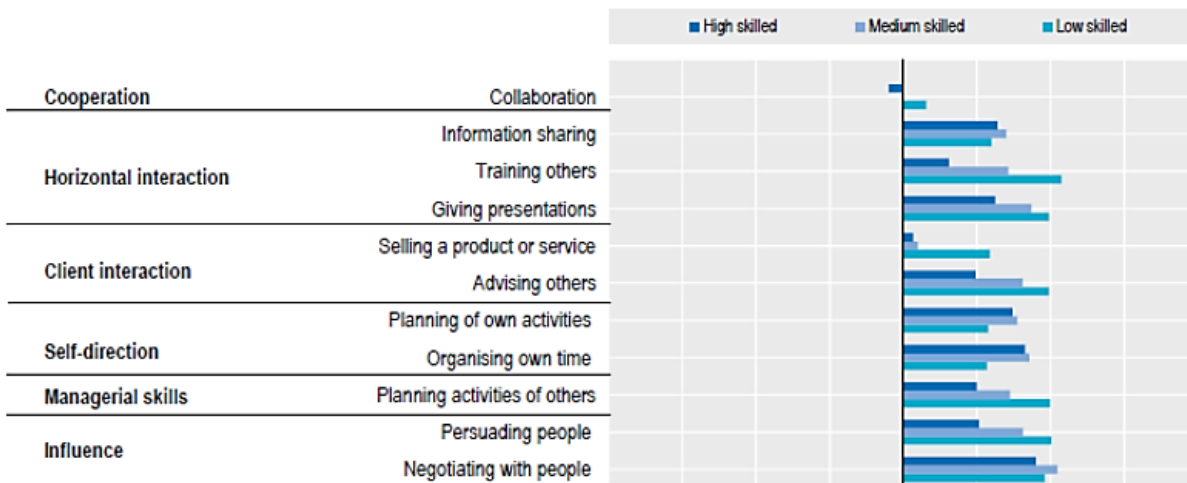 High skilled Medium skilled Low skilled
Cooperation Collaboration
Information sharing
Horizontal interaction Training others
Giving presentations
Selling a product or service
Client interaction
Advising others
Planning of own activities
Self-direction Organising own time
Managerial skills Planning activities of others
Persuading people
Influence
Negotiating with people